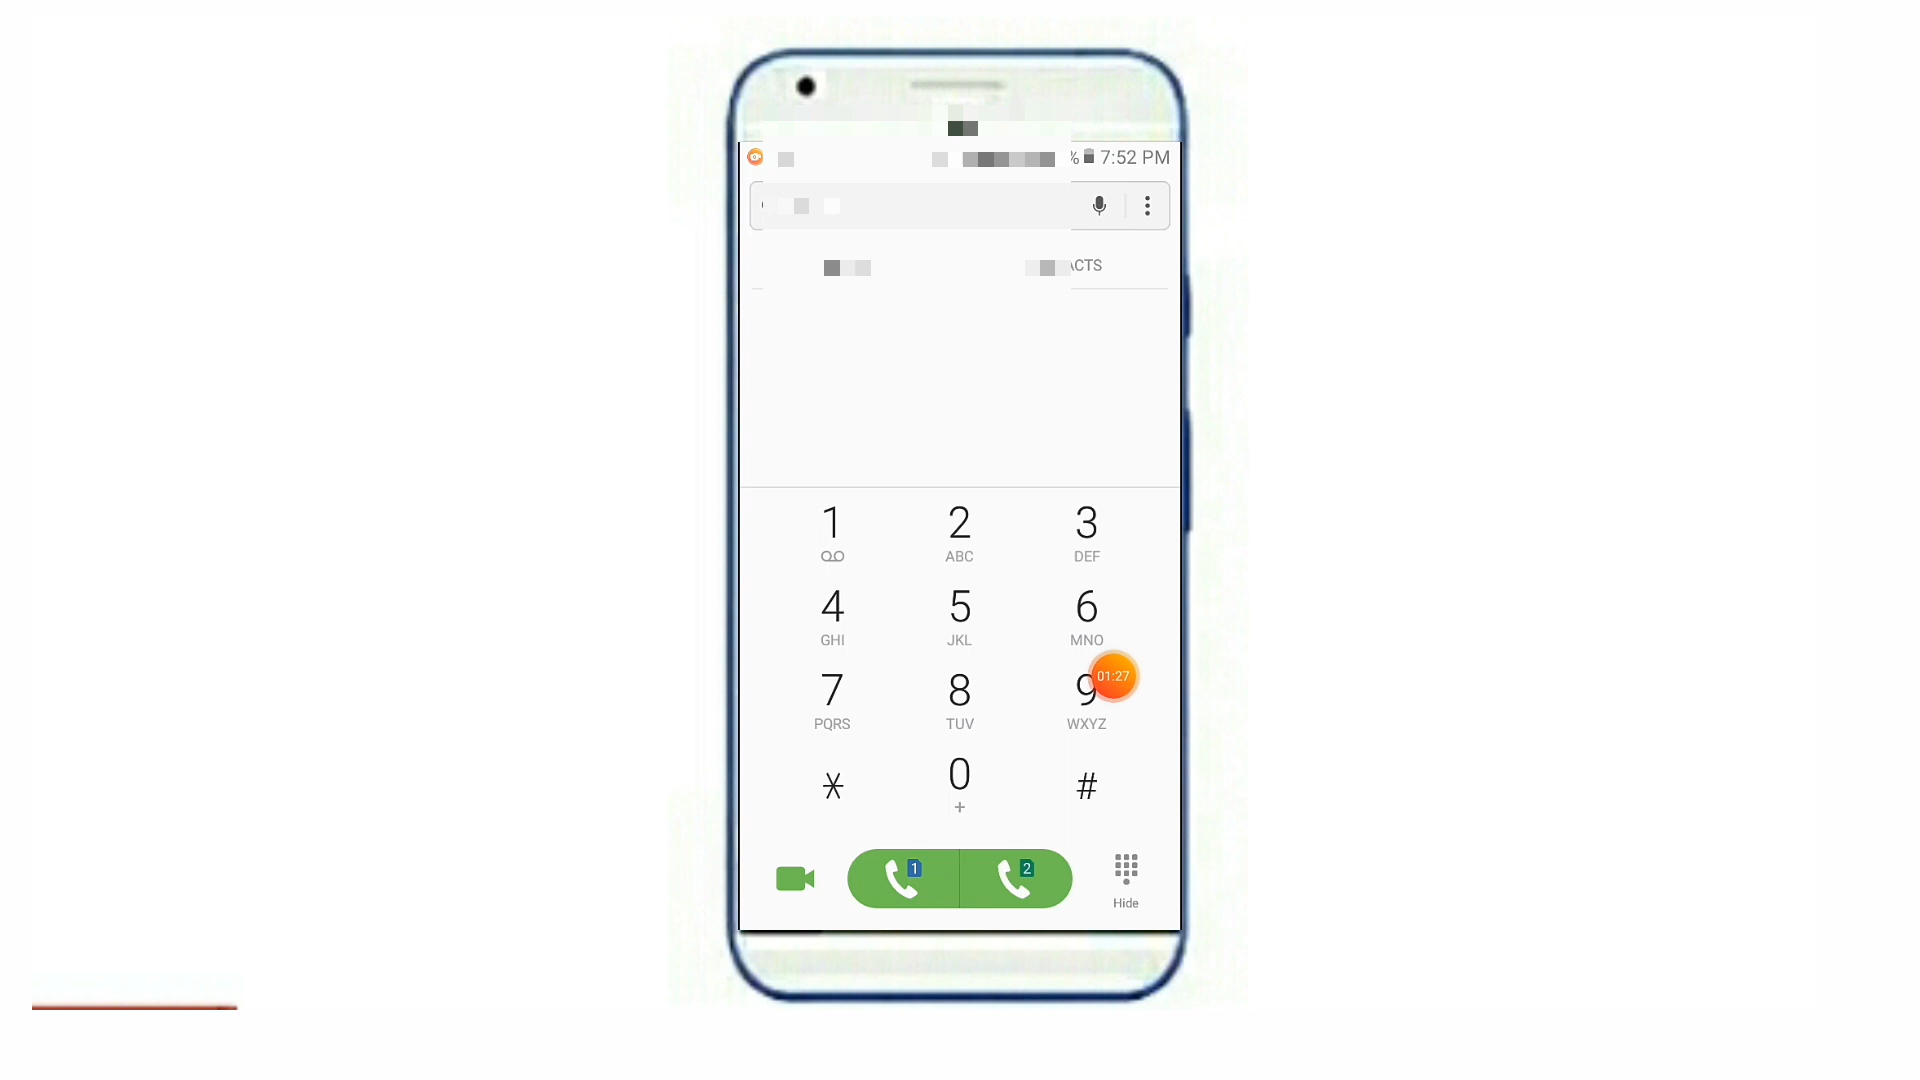 % 7:52 PM
ACTS
1 2 3
ABC DEF
4 5 6
GHI JKL MNO
01:27
7 8 9
PQRS TUV WXYZ
* 0 #
+
1 2
Hide